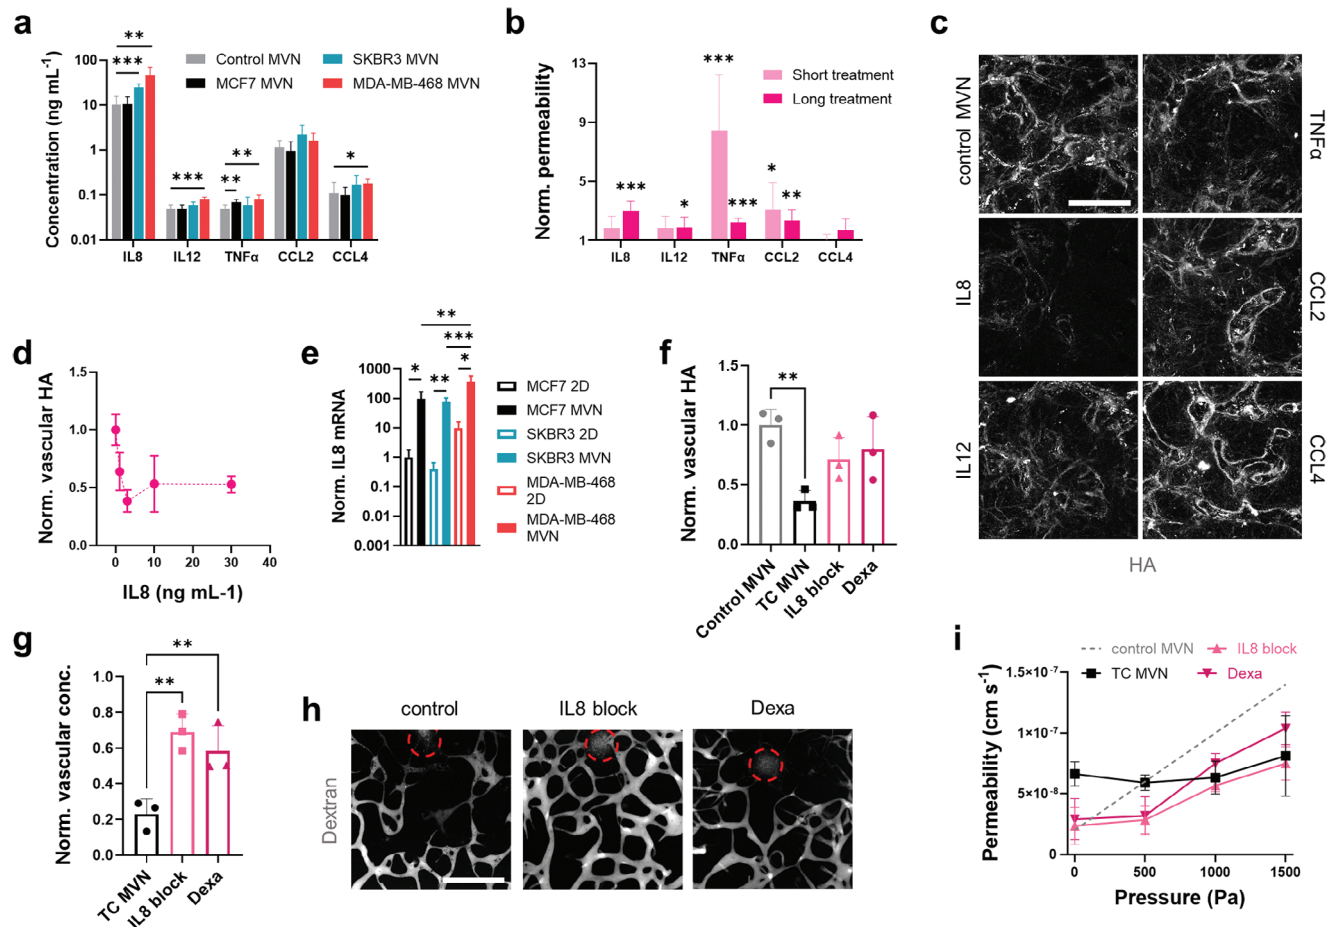 a
Concentration (ng mL⁻¹)
100
10
1
0.1
0.01
** 
***
***
**
**
*
Control MVN
MCF7 MVN
SKBR3 MVN
MDA-MB-468 MVN
IL8
IL12
TNFα
CCL2
CCL4
b
Norm. permeability
13
9
5
1
***
*
***
***
*
**
Short treatment
Long treatment
IL8
IL12
TNFα
CCL2
CCL4
c
control MVN
TNFα
IL8
CCL2
IL12
CCL4
HA
d
Norm. vascular HA
1.5
1.0
0.5
0.0
0
10
20
30
40
IL8 (ng mL-1)
e
Norm. IL8 mRNA
1000
100
10
1
0.1
0.01
0.001
**
***
*
**
*
MCF7 2D
MCF7 MVN
SKBR3 2D
SKBR3 MVN
MDA-MB-468
2D
MDA-MB-468
MVN
f
Norm. vascular HA
1.5
1.0
0.5
0.0
**
Control MVN
TC MVN
IL8 block
Dexa
g
Norm. vascular conc.
1.0
0.8
0.6
0.4
0.2
0.0
**
**
TC MVN
IL8 block
Dexa
h
control
IL8 block
Dexa
Dextran
i
control MVN
IL8 block
TC MVN
Dexa
Permeability (cm s⁻¹)
1.5×10⁻⁷
1×10⁻⁷
5×10⁻⁸
0
0
500
1000
1500
Pressure (Pa)